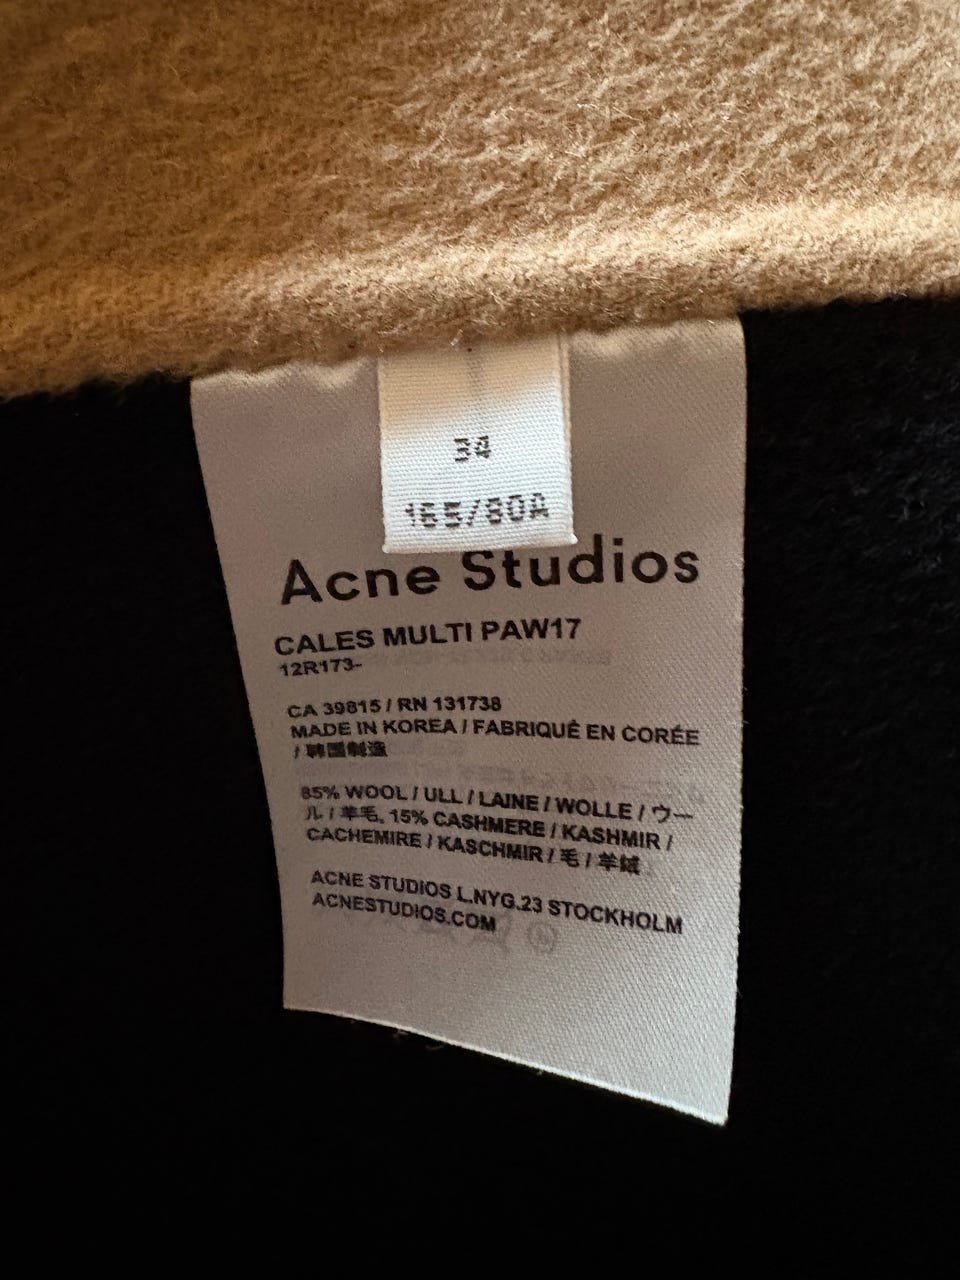 34
165/80A
Acne Studios
CALES MULTI PAW17
12R173-
CA 39815 / RN 131738
MADE IN KOREA / FABRIQUÉ EN CORÉE
/ 韩国制造
85% WOOL / ULL / LAINE / WOLLE / ウー
ル / 羊毛, 15% CASHMERE / KASHMIR /
CACHEMIRE / KASCHMIR / 毛 / 羊绒
ACNE STUDIOS L.NYG.23 STOCKHOLM
ACNESTUDIOS.COM